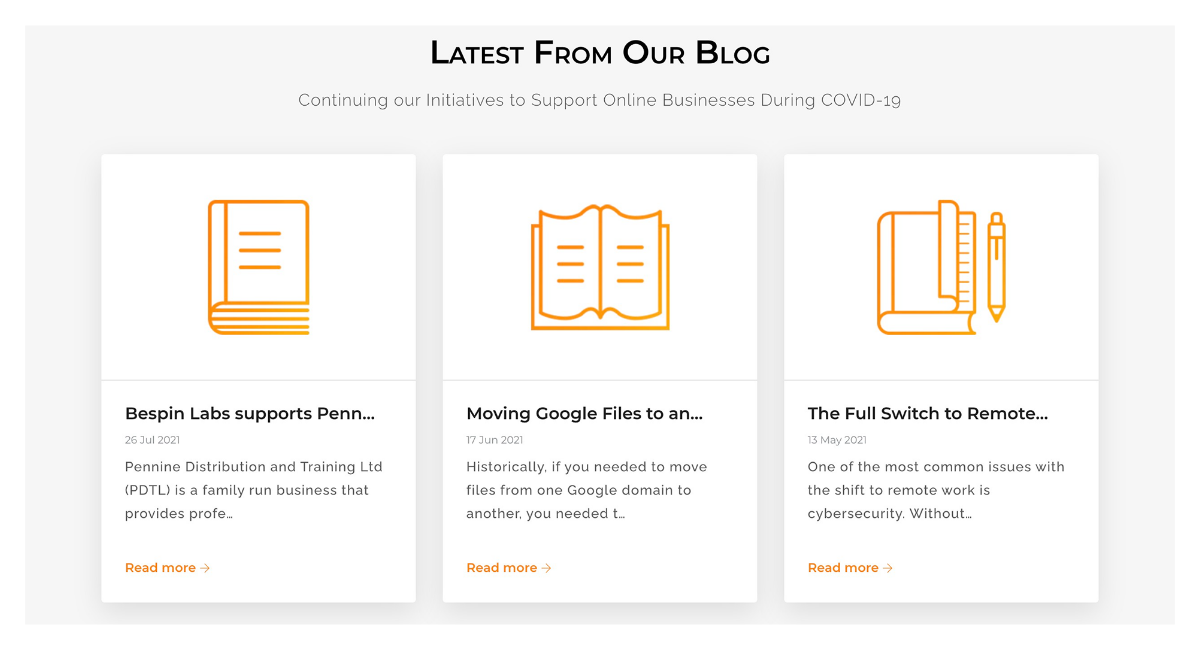 Latest From Our Blog
Continuing our Initiatives to Support Online Businesses During COVID-19
Bespin Labs supports Penn...
26 Jul 2021
Pennine Distribution and Training Ltd
(PDTL) is a family run business that
provides profe...
Read more →
Moving Google Files to an...
17 Jun 2021
Historically, if you needed to move
files from one Google domain to
another, you needed t...
Read more →
The Full Switch to Remote...
13 May 2021
One of the most common issues with
the shift to remote work is
cybersecurity. Without...
Read more →